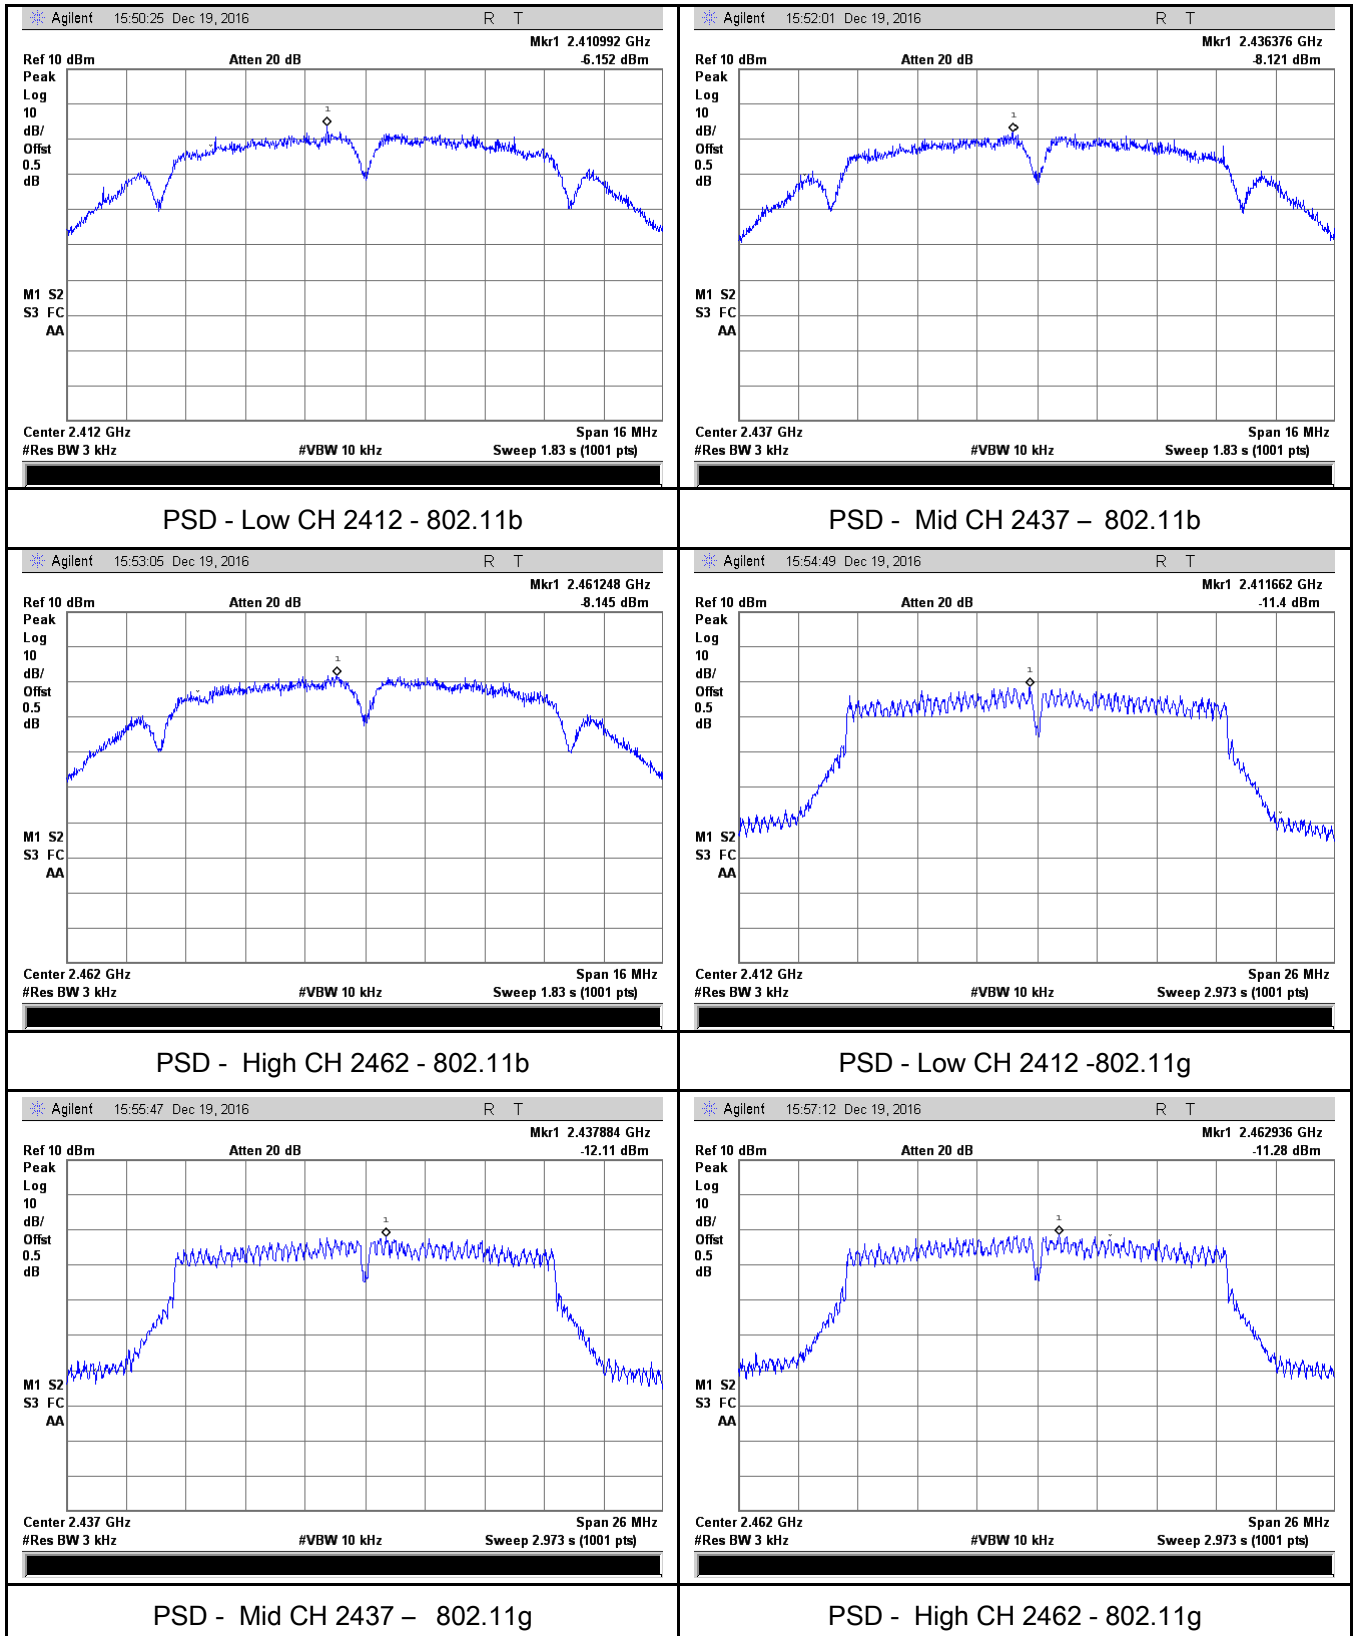 Agilent 15:50:25 Dec 19, 2016 R T
Mkr1 2.410992 GHz
Ref 10 dBm Atten 20 dB -6.152 dBm
Peak
Log
10
dB/
Offst
0.5
dB
1
M1 S2
S3 FC
AA
Center 2.412 GHz Span 16 MHz
#Res BW 3 kHz #VBW 10 kHz Sweep 1.83 s (1001 pts)
PSD - Low CH 2412 - 802.11b
Agilent 15:52:01 Dec 19, 2016 R T
Mkr1 2.436376 GHz
Ref 10 dBm Atten 20 dB -8.121 dBm
Peak
Log
10
dB/
Offst
0.5
dB
1
M1 S2
S3 FC
AA
Center 2.437 GHz Span 16 MHz
#Res BW 3 kHz #VBW 10 kHz Sweep 1.83 s (1001 pts)
PSD - Mid CH 2437 – 802.11b
Agilent 15:53:05 Dec 19, 2016 R T
Mkr1 2.461248 GHz
Ref 10 dBm Atten 20 dB -8.145 dBm
Peak
Log
10
dB/
Offst
0.5
dB
1
M1 S2
S3 FC
AA
Center 2.462 GHz Span 16 MHz
#Res BW 3 kHz #VBW 10 kHz Sweep 1.83 s (1001 pts)
PSD - High CH 2462 - 802.11b
Agilent 15:54:49 Dec 19, 2016 R T
Mkr1 2.411662 GHz
Ref 10 dBm Atten 20 dB -11.4 dBm
Peak
Log
10
dB/
Offst
0.5
dB
1
M1 S2
S3 FC
AA
Center 2.412 GHz Span 26 MHz
#Res BW 3 kHz #VBW 10 kHz Sweep 2.973 s (1001 pts)
PSD - Low CH 2412 -802.11g
Agilent 15:55:47 Dec 19, 2016 R T
Mkr1 2.437884 GHz
Ref 10 dBm Atten 20 dB -12.11 dBm
Peak
Log
10
dB/
Offst
0.5
dB
1
M1 S2
S3 FC
AA
Center 2.437 GHz Span 26 MHz
#Res BW 3 kHz #VBW 10 kHz Sweep 2.973 s (1001 pts)
PSD - Mid CH 2437 – 802.11g
Agilent 15:57:12 Dec 19, 2016 R T
Mkr1 2.462936 GHz
Ref 10 dBm Atten 20 dB -11.28 dBm
Peak
Log
10
dB/
Offst
0.5
dB
1
M1 S2
S3 FC
AA
Center 2.462 GHz Span 26 MHz
#Res BW 3 kHz #VBW 10 kHz Sweep 2.973 s (1001 pts)
PSD - High CH 2462 - 802.11g